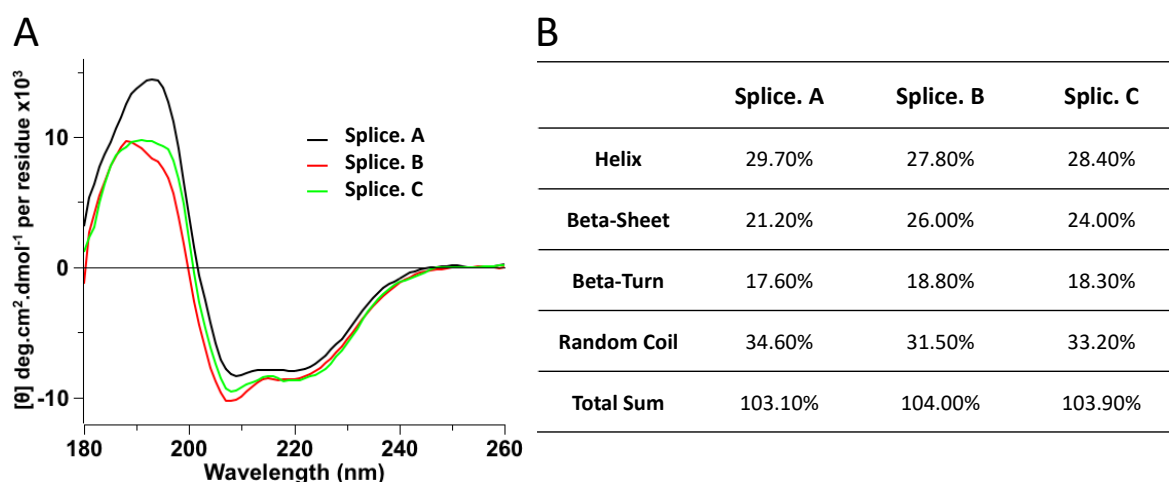 A
[θ] deg.cm².dmol⁻¹ per residue x10³
10
0
-10
180
200
220
240
260
Wavelength (nm)
Splice. A
Splice. B
Splice. C
B
Splice. A Splice. B Splic. C
Helix 29.70% 27.80% 28.40%
Beta-Sheet 21.20% 26.00% 24.00%
Beta-Turn 17.60% 18.80% 18.30%
Random Coil 34.60% 31.50% 33.20%
Total Sum 103.10% 104.00% 103.90%